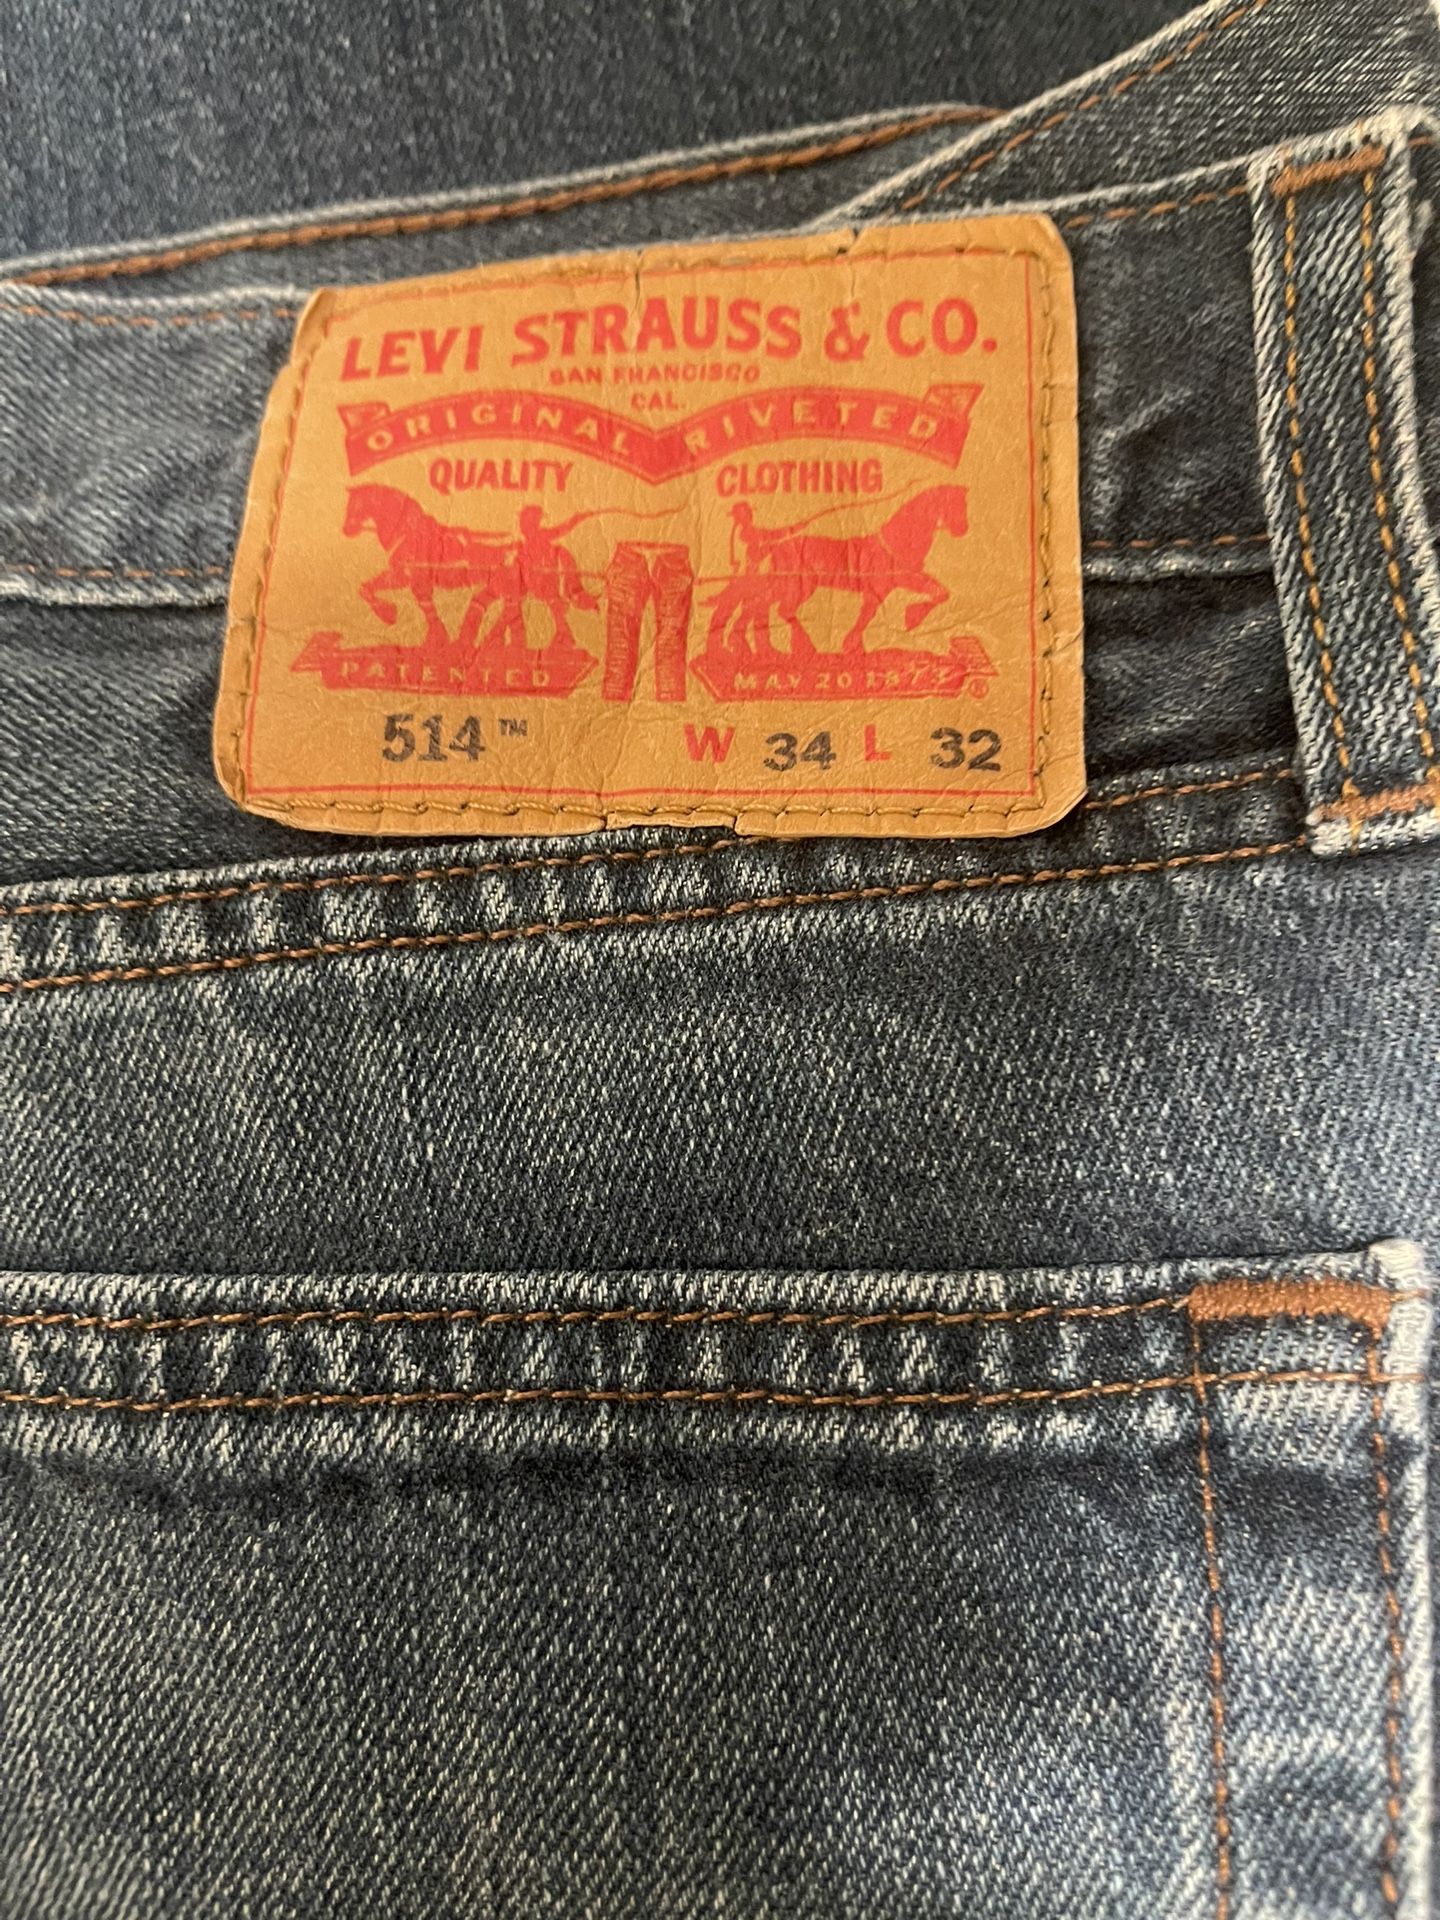 LEVI STRAUSS & CO.
SAN FRANCISCO
CAL.
ORIGINAL RIVETED
QUALITY CLOTHING
PATENTED MAY 20 1873 ®
514™ W 34 L 32